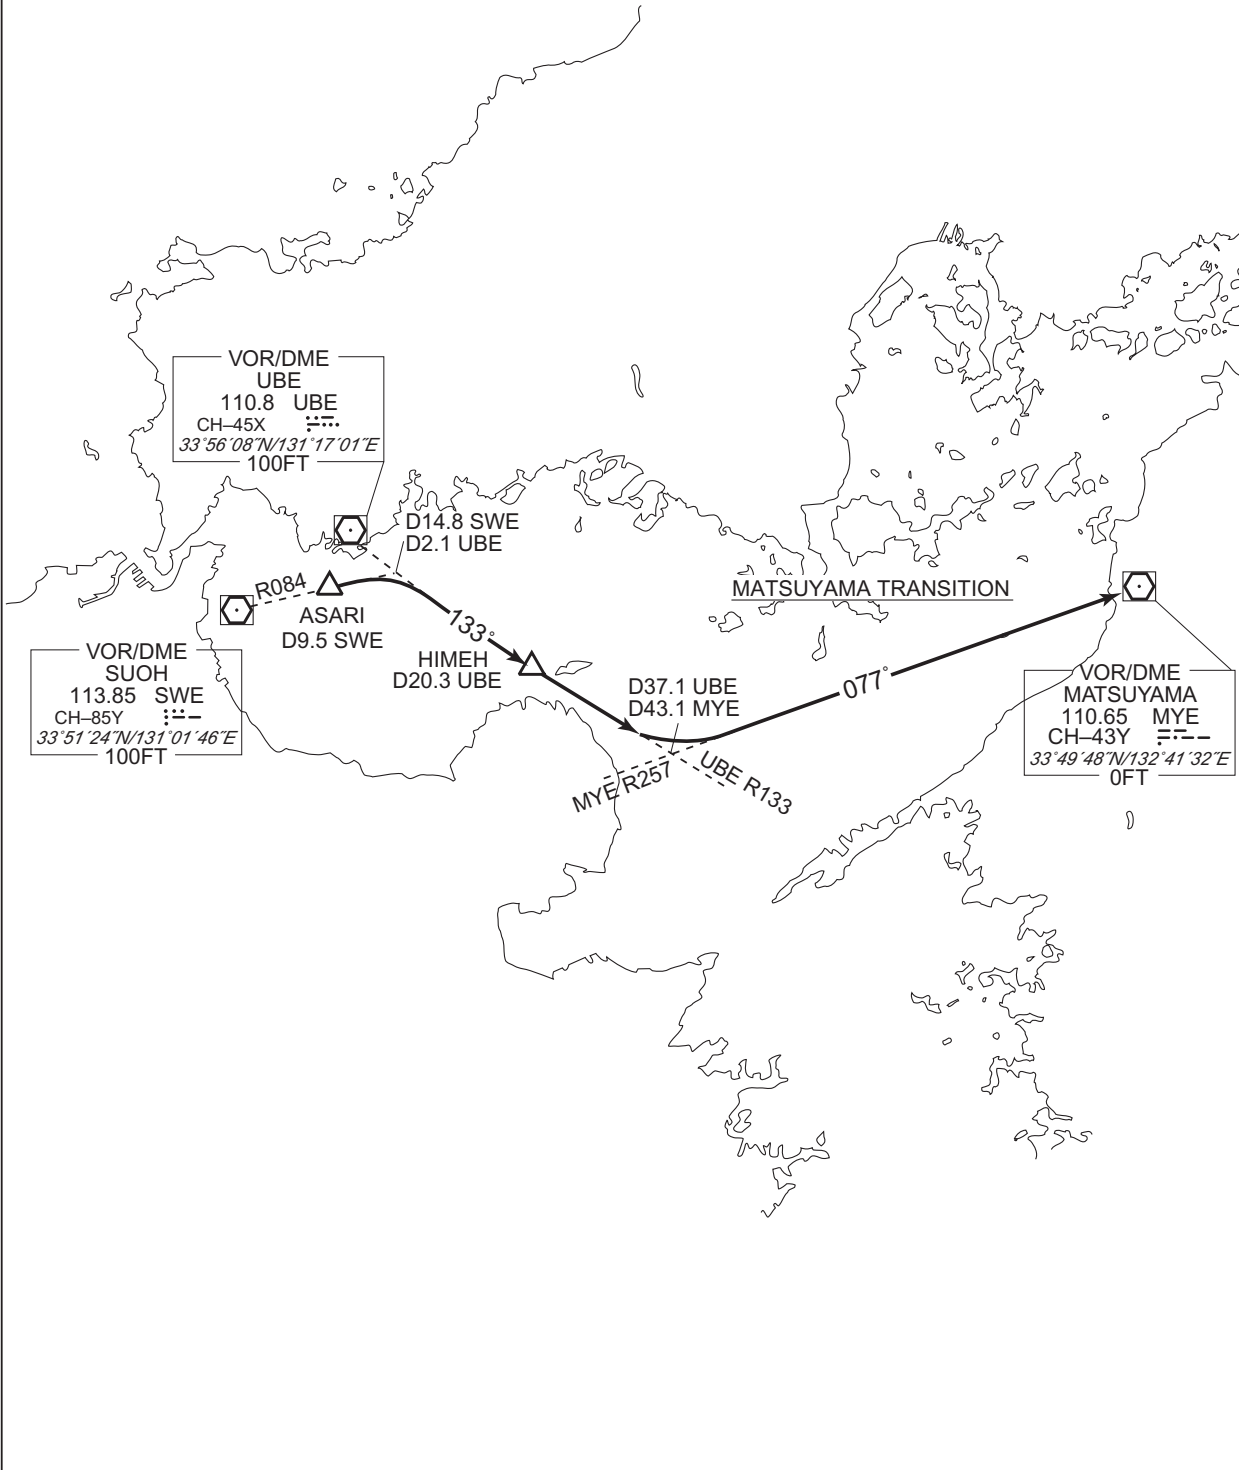 VOR/DME
UBE
110.8 UBE
CH–45X
33°56′08″N/131°17′01″E
100FT
D14.8 SWE
D2.1 UBE
R084
ASARI
D9.5 SWE
133°
MATSUYAMA TRANSITION
VOR/DME
SUOH
113.85 SWE
CH–85Y
33°51′24″N/131°01′46″E
100FT
HIMEH
D20.3 UBE
D37.1 UBE
D43.1 MYE
077°
MYE R257
UBE R133
VOR/DME
MATSUYAMA
110.65 MYE
CH–43Y
33°49′48″N/132°41′32″E
0FT